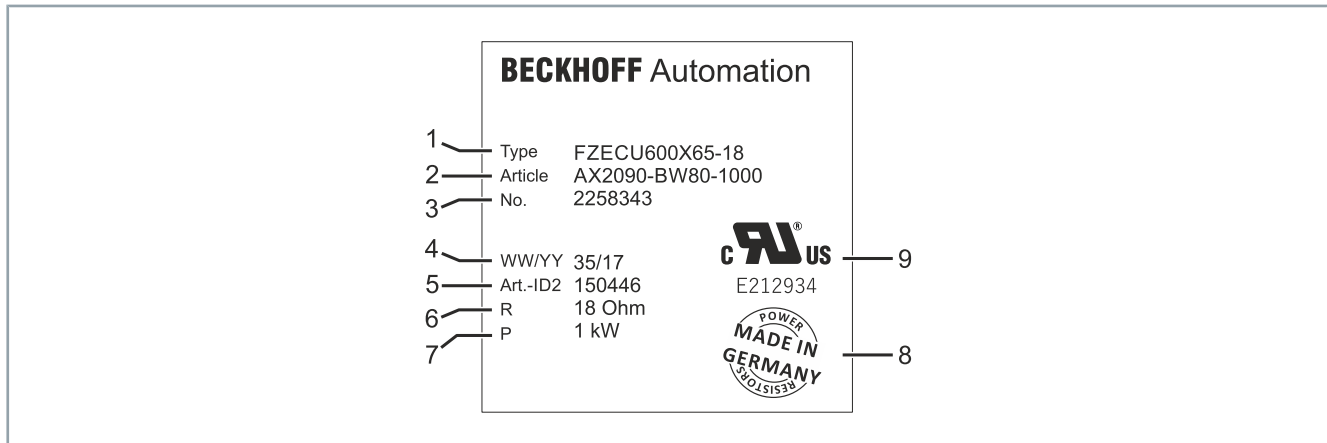 BECKHOFF Automation
1 Type FZECU600X65-18
2 Article AX2090-BW80-1000
3 No. 2258343
4 WW/YY 35/17
5 Art.-ID2 150446
6 R 18 Ohm
7 P 1 kW
c RU® US 9
E212934
POWER
MADE IN
GERMANY 8
RESISTORS